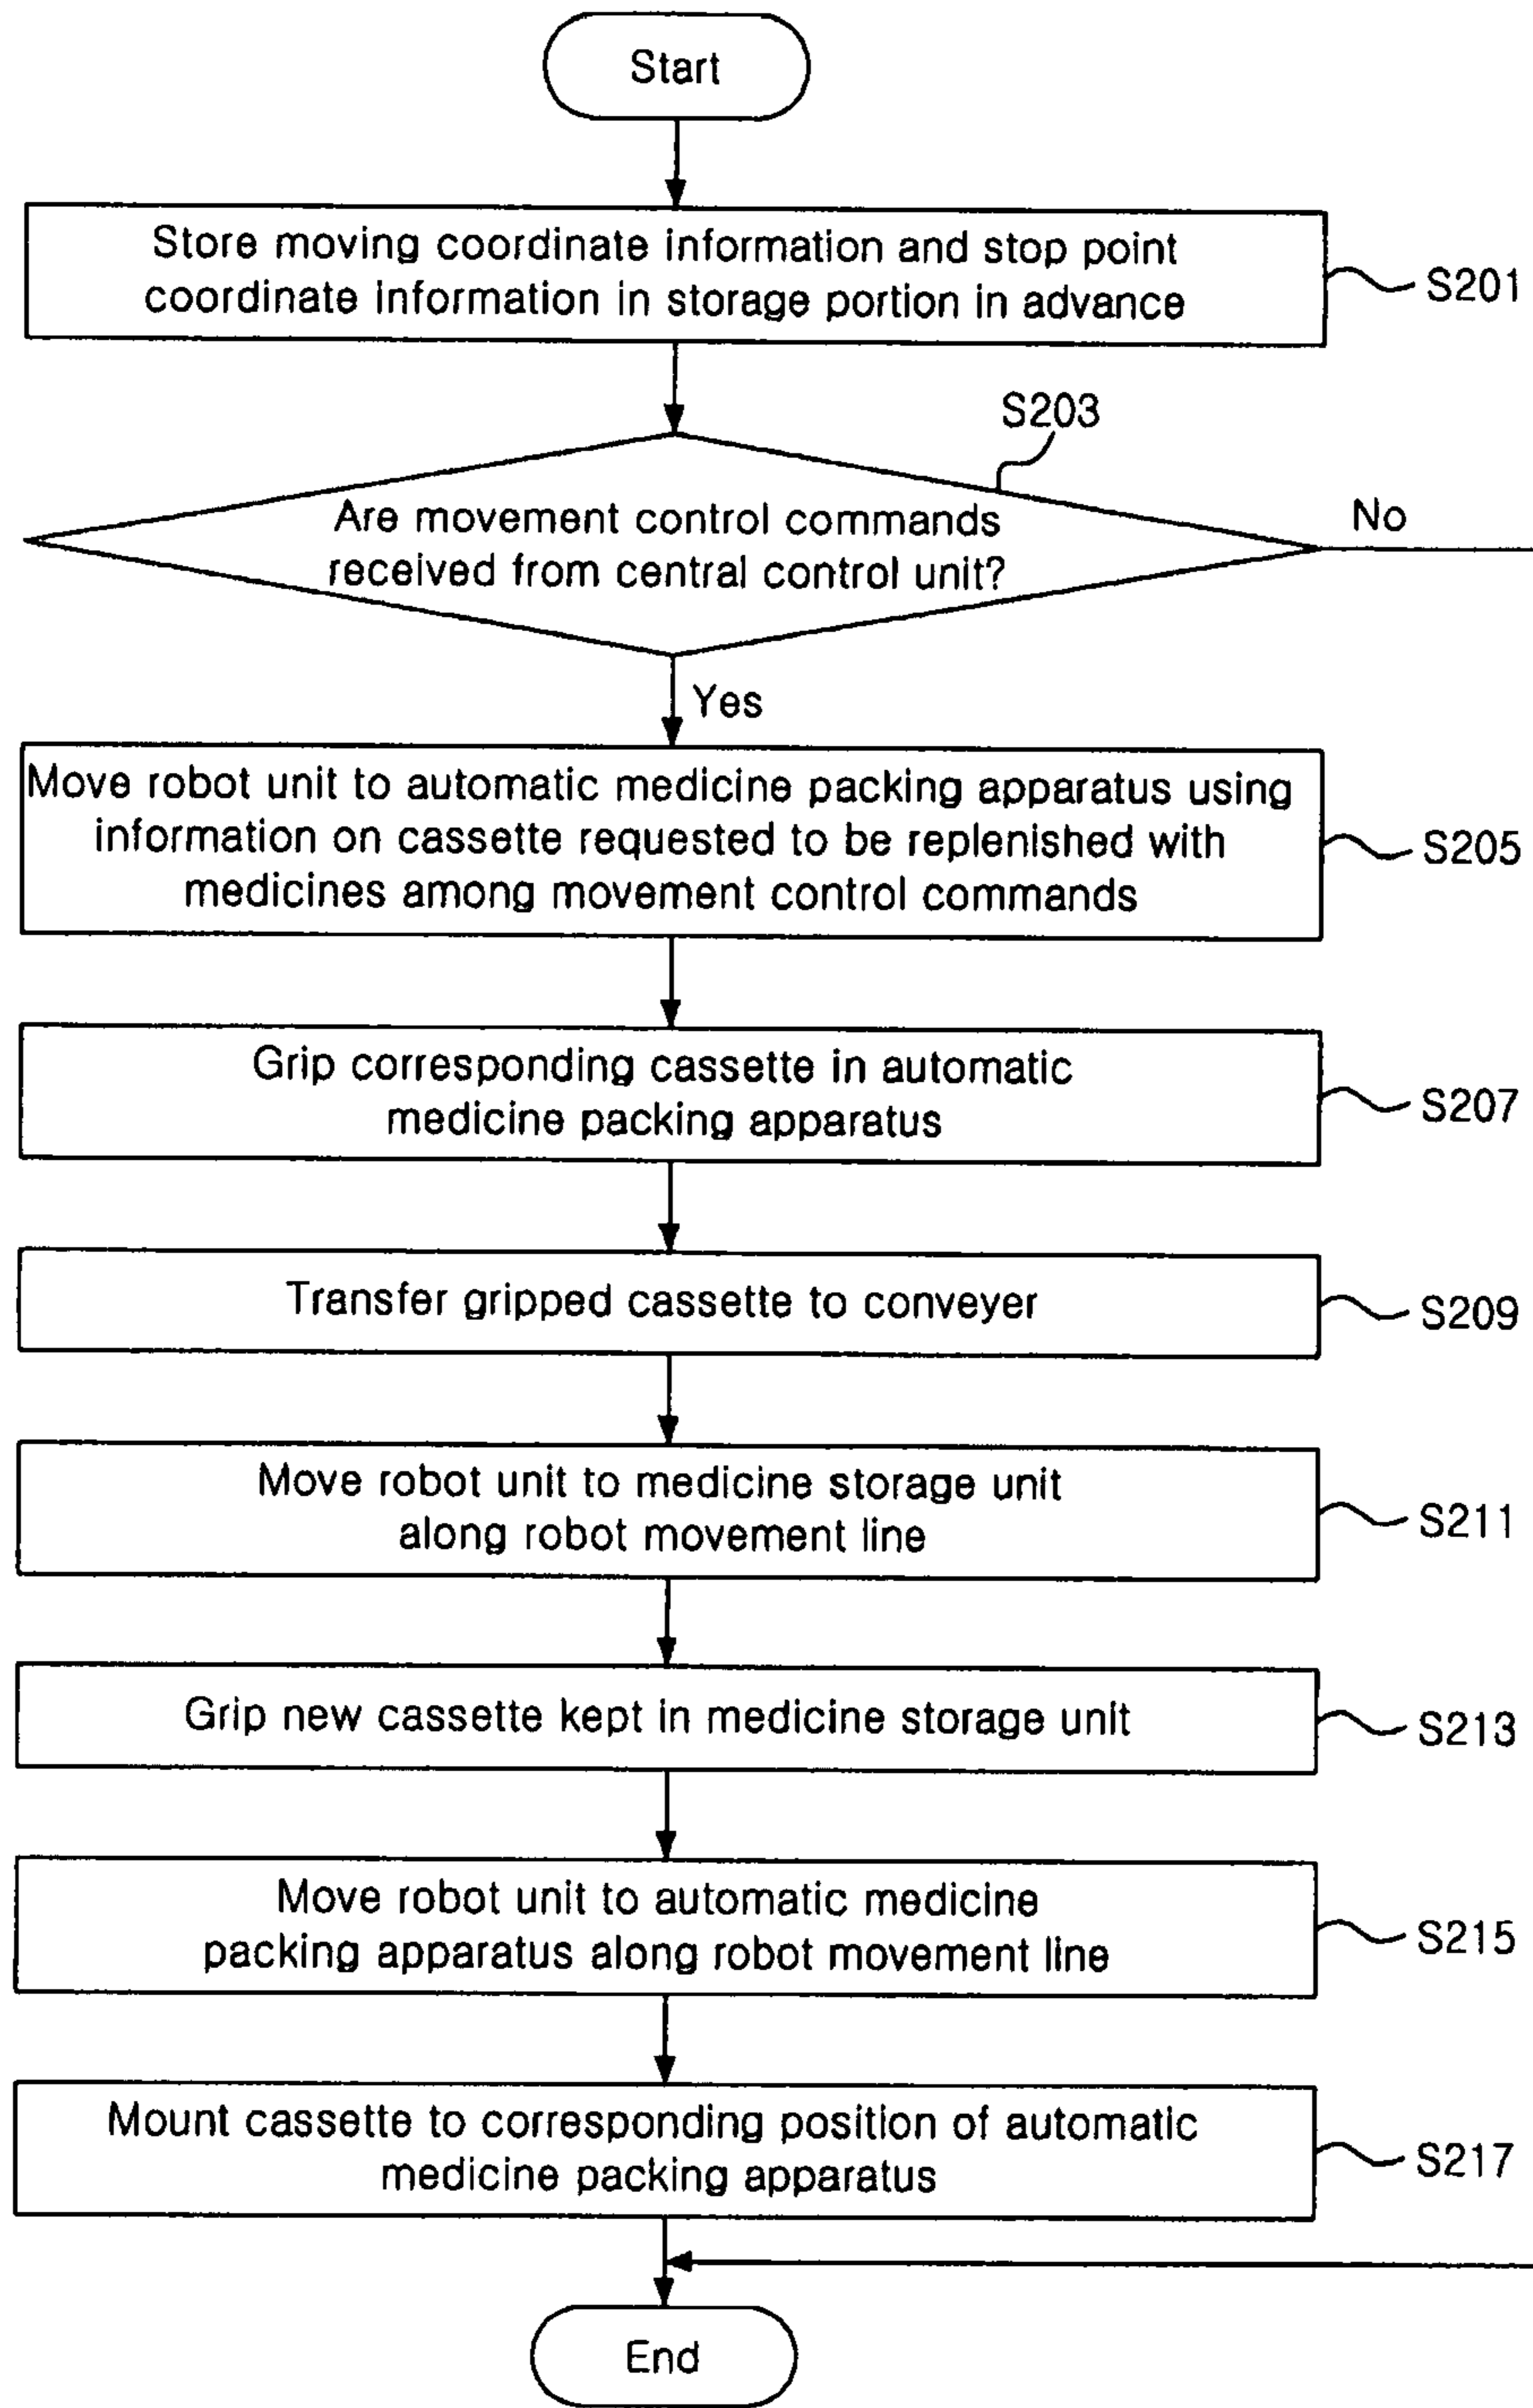 Start
Store moving coordinate information and stop point
coordinate information in storage portion in advance
S201
S203
Are movement control commands
received from central control unit?
No
Yes
Move robot unit to automatic medicine packing apparatus using
information on cassette requested to be replenished with
medicines among movement control commands
S205
Grip corresponding cassette in automatic
medicine packing apparatus
S207
Transfer gripped cassette to conveyer
S209
Move robot unit to medicine storage unit
along robot movement line
S211
Grip new cassette kept in medicine storage unit
S213
Move robot unit to automatic medicine
packing apparatus along robot movement line
S215
Mount cassette to corresponding position of automatic
medicine packing apparatus
S217
End